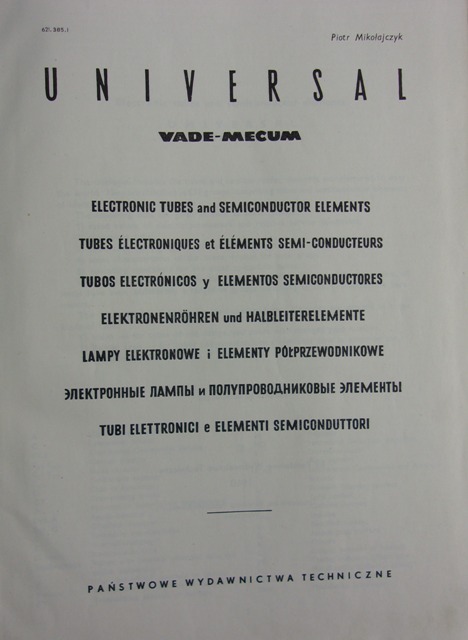 621.385.1
Piotr Mikołajczyk
UNIVERSAL
VADE-MECUM
ELECTRONIC TUBES and SEMICONDUCTOR ELEMENTS
TUBES ÉLECTRONIQUES et ÉLÉMENTS SEMI-CONDUCTEURS
TUBOS ELECTRÓNICOS y ELEMENTOS SEMICONDUCTORES
ELEKTRONENRÖHREN und HALBLEITERELEMENTE
LAMPY ELEKTRONOWE i ELEMENTY PÓŁPRZEWODNIKOWE
ЭЛЕКТРОННЫЕ ЛАМПЫ и ПОЛУПРОВОДНИКОВЫЕ ЭЛЕМЕНТЫ
TUBI ELETTRONICI e ELEMENTI SEMICONDUTTORI
PAŃSTWOWE WYDAWNICTWA TECHNICZNE